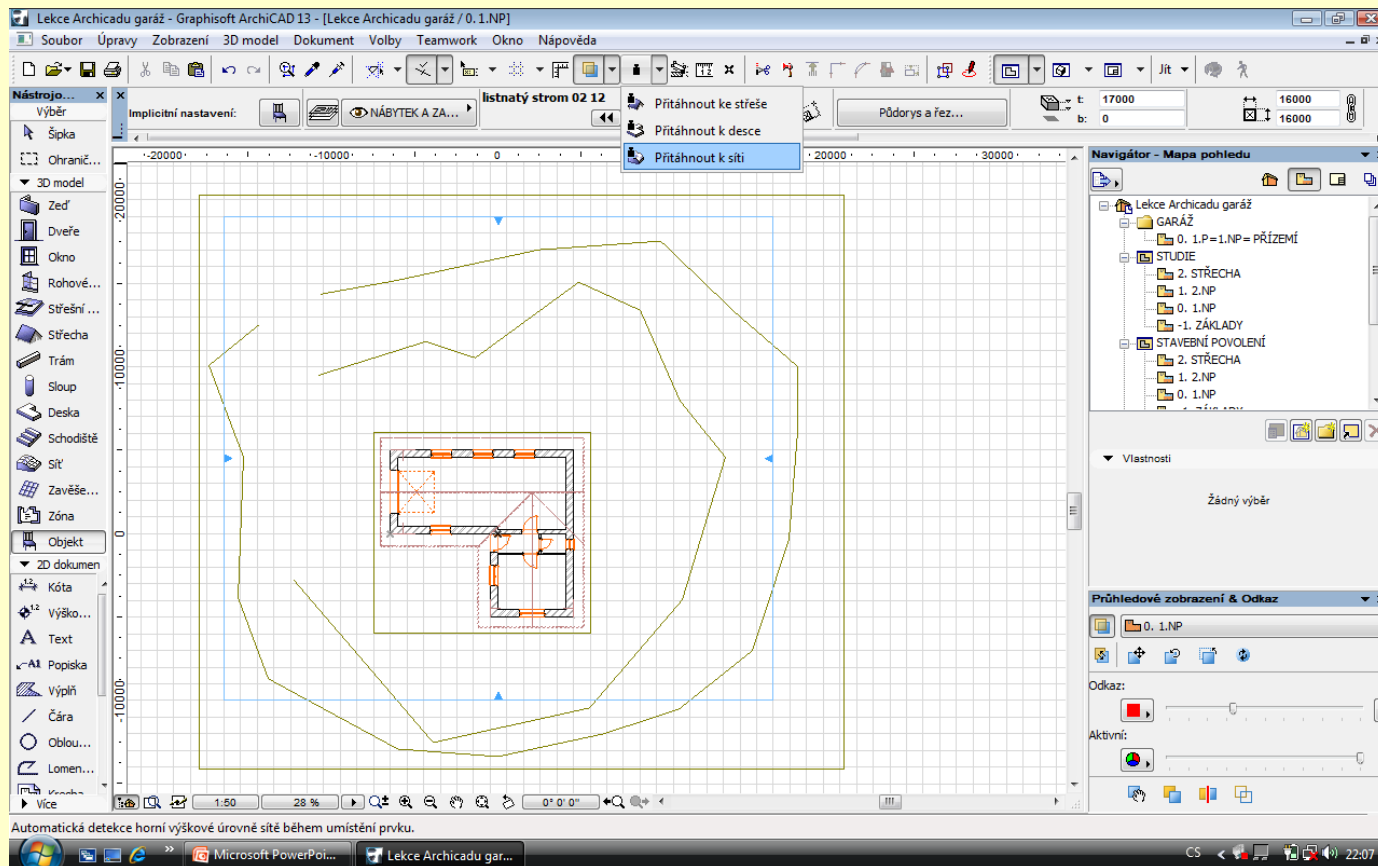 Lekce Archicadu garáž - Graphisoft ArchiCAD 13 - [Lekce Archicadu garáž / 0. 1.NP]
Soubor Úpravy Zobrazení 3D model Dokument Volby Teamwork Okno Nápověda
Jít
Nástrojo...
Výběr
Implicitní nastavení:
NÁBYTEK A ZA...
listnatý strom 02 12
Půdorys a řez...
t: 17000
b: 0
16000
16000
Přitáhnout ke střeše
Přitáhnout k desce
Přitáhnout k síti
Šipka
Ohranič...
3D model
Zeď
Dveře
Okno
Rohové...
Střešní ...
Střecha
Trám
Sloup
Deska
Schodiště
Síť
Zavěše...
Zóna
Objekt
2D dokumen
Kóta
Výško...
Text
Popiska
Výplň
Čára
Oblou...
Lomen...
Více
-20000
-10000
0
20000
30000
20000
10000
0
-10000
Navigátor - Mapa pohledu
Lekce Archicadu garáž
GARÁŽ
0. 1.P=1.NP= PŘÍZEMÍ
STUDIE
2. STŘECHA
1. 2.NP
0. 1.NP
-1. ZÁKLADY
STAVEBNÍ POVOLENÍ
2. STŘECHA
1. 2.NP
0. 1.NP
Vlastnosti
Žádný výběr
Průhledové zobrazení & Odkaz
0. 1.NP
Odkaz:
Aktivní:
1:50
28 %
0° 0' 0"
Automatická detekce horní výškové úrovně sítě během umístění prvku.
Microsoft PowerPoi...
Lekce Archicadu gar...
CS
22:07